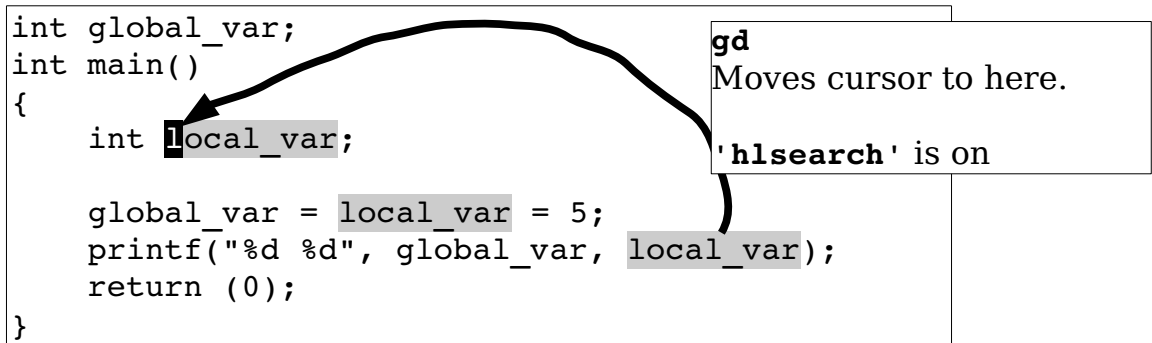 int global_var;
int main()
{
    int local_var;
    global_var = local_var = 5;
    printf("%d %d", global_var, local_var);
    return (0);
}
gd
Moves cursor to here.
'hlsearch' is on